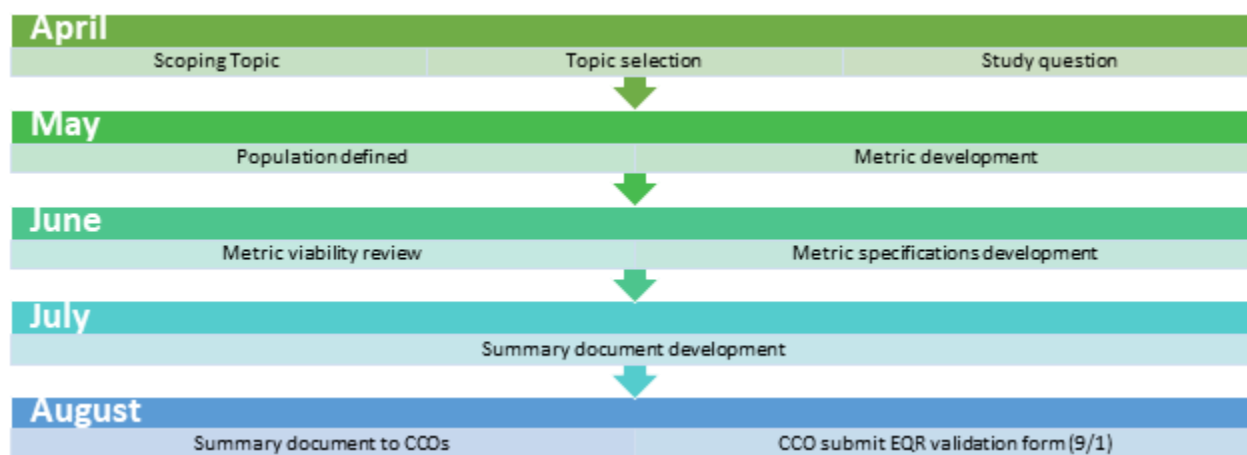 April
Scoping Topic Topic selection Study question
May
Population defined Metric development
June
Metric viability review Metric specifications development
July
Summary document development
August
Summary document to CCOs CCO submit EQR validation form (9/1)